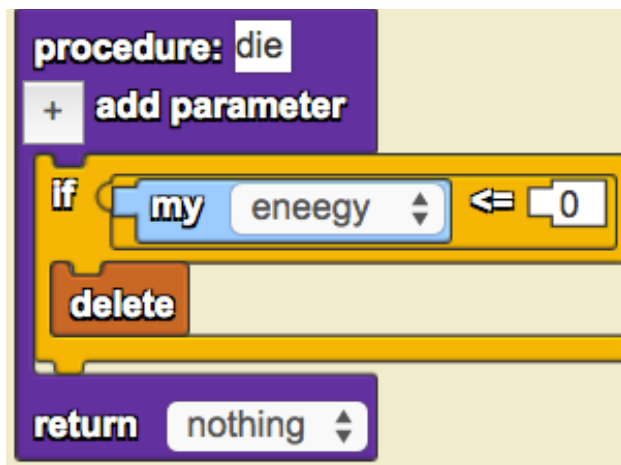 procedure: die
+ add parameter
if my eneegy <= 0
delete
return nothing